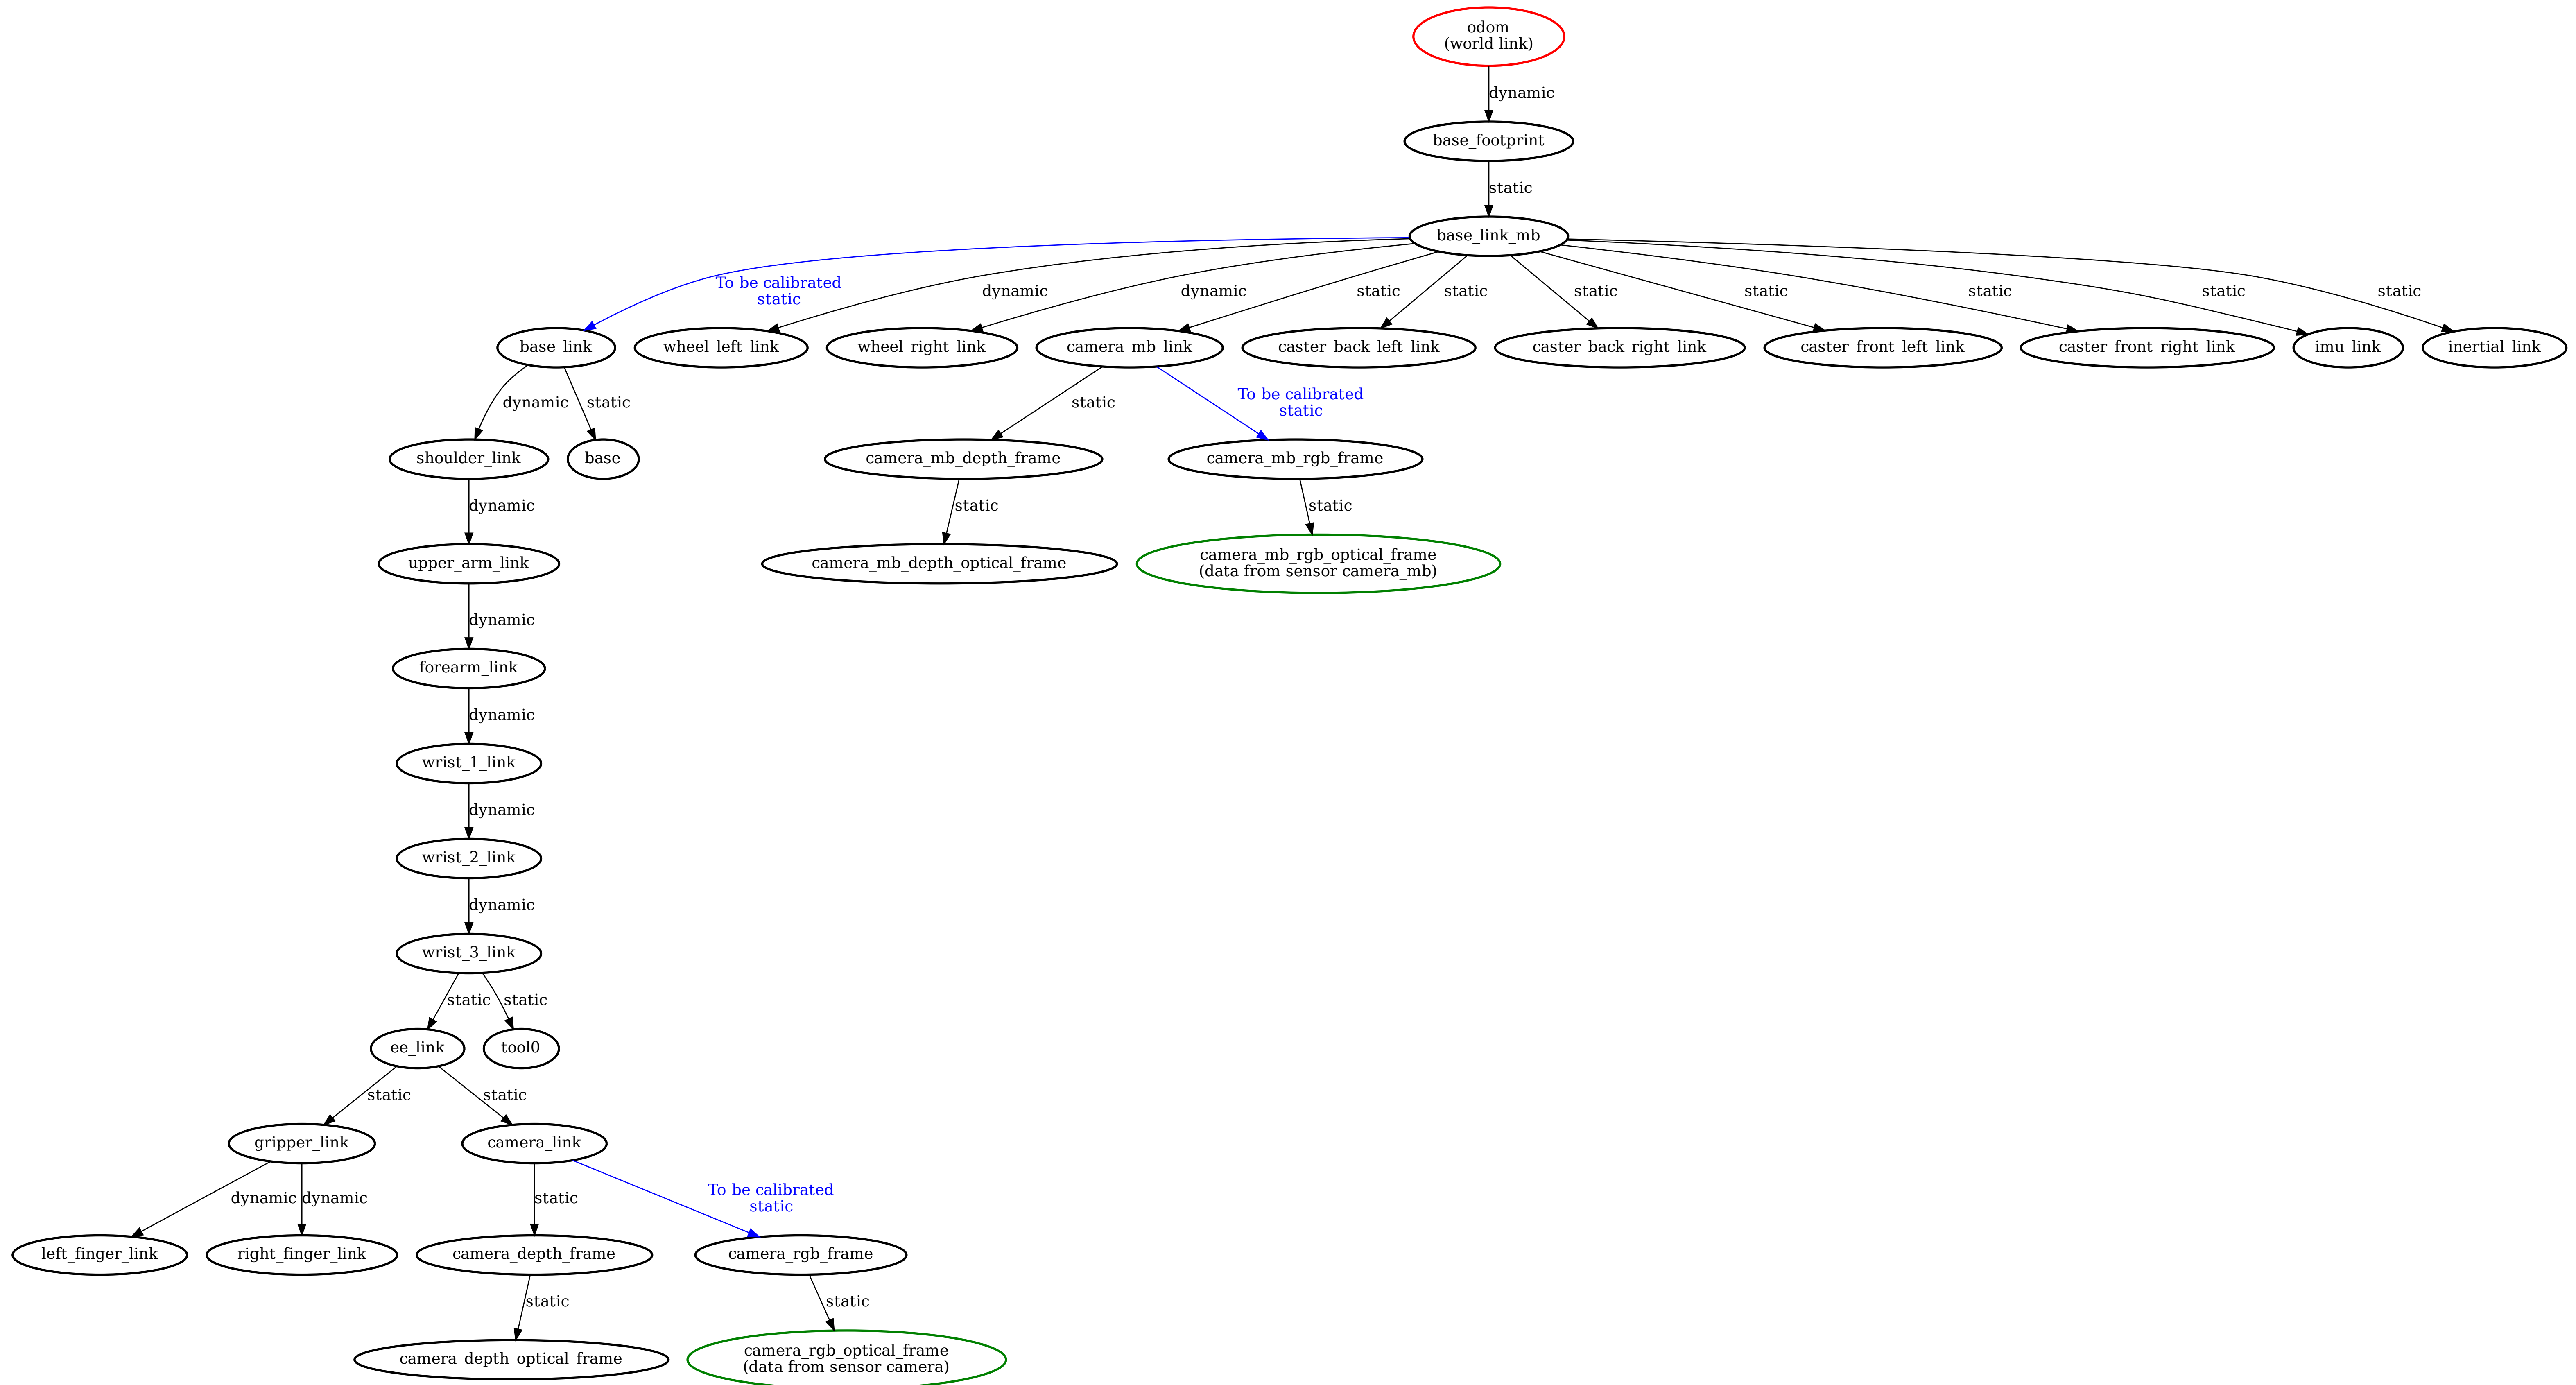 odom
(world link)
dynamic
base_footprint
static
base_link_mb
To be calibrated
static
dynamic
dynamic
static
static
static
static
static
static
static
base_link
wheel_left_link
wheel_right_link
camera_mb_link
caster_back_left_link
caster_back_right_link
caster_front_left_link
caster_front_right_link
imu_link
inertial_link
dynamic
static
static
To be calibrated
static
shoulder_link
base
camera_mb_depth_frame
camera_mb_rgb_frame
dynamic
static
static
upper_arm_link
camera_mb_depth_optical_frame
camera_mb_rgb_optical_frame
(data from sensor camera_mb)
dynamic
forearm_link
dynamic
wrist_1_link
dynamic
wrist_2_link
dynamic
wrist_3_link
static
static
ee_link
tool0
static
static
gripper_link
camera_link
dynamic
dynamic
static
To be calibrated
static
left_finger_link
right_finger_link
camera_depth_frame
camera_rgb_frame
static
static
camera_depth_optical_frame
camera_rgb_optical_frame
(data from sensor camera)